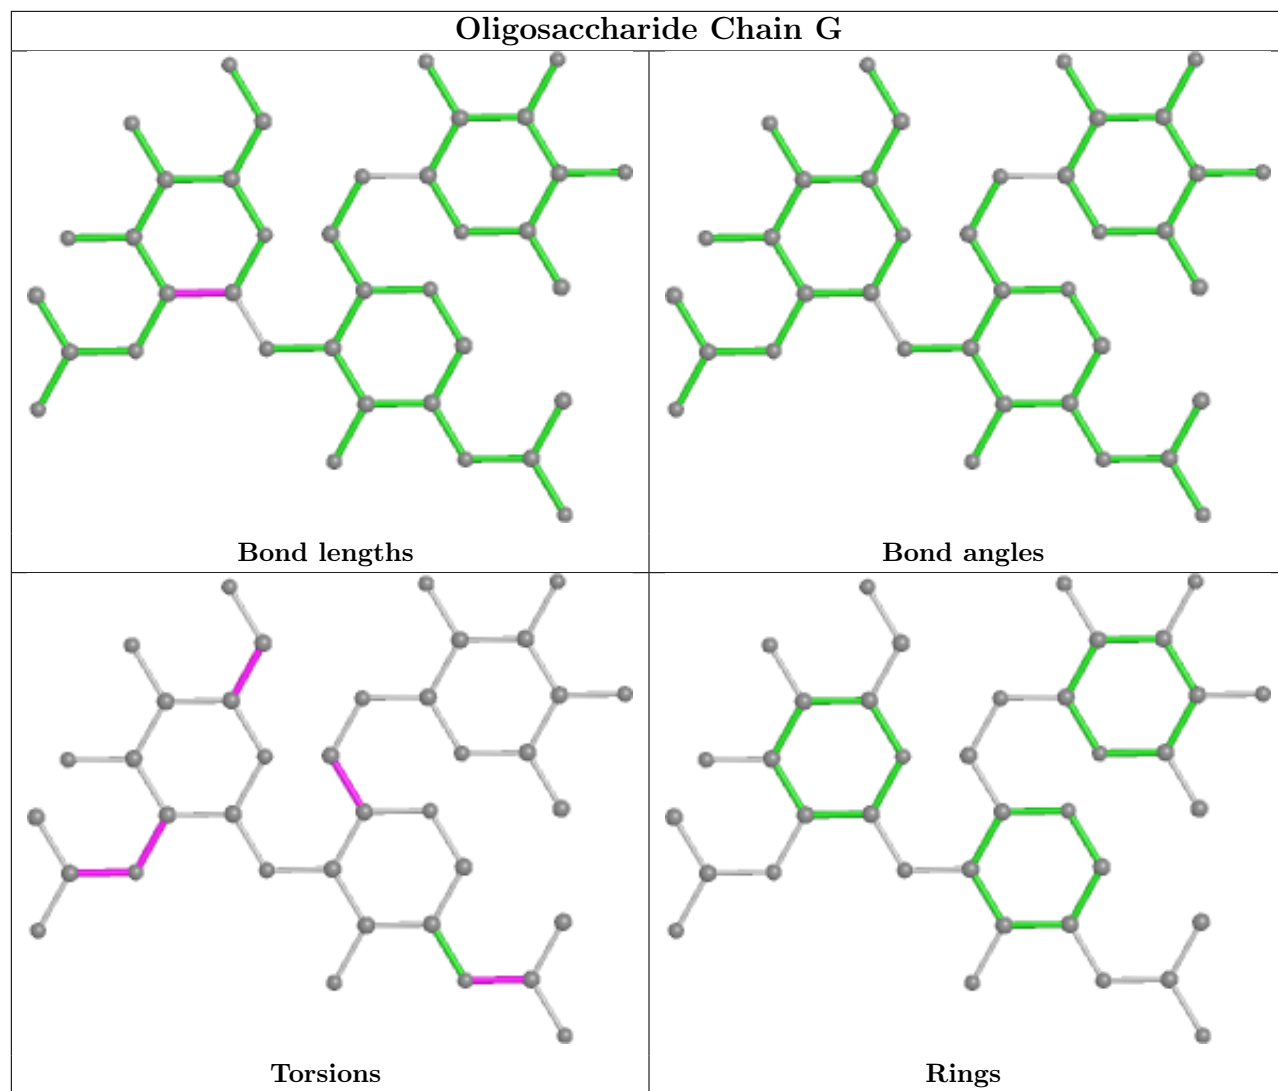 Oligosaccharide Chain G
Bond lengths
Bond angles
Torsions
Rings